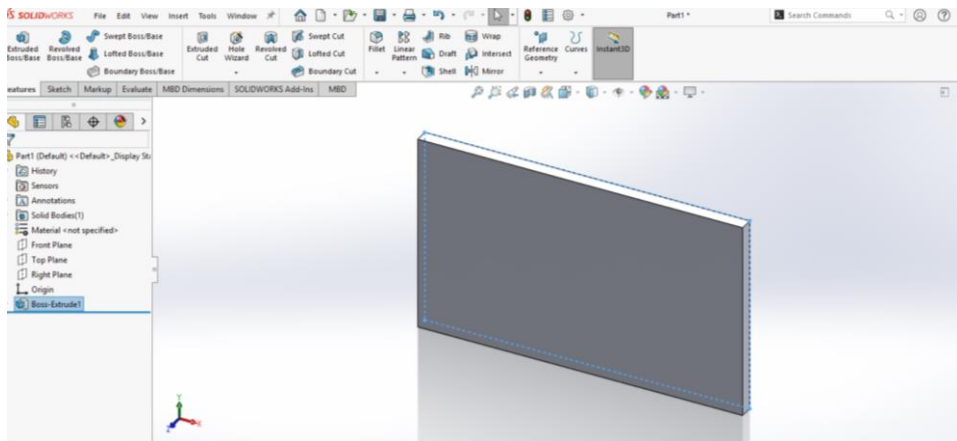 SOLIDWORKS File Edit View Insert Tools Window Part1 * Search Commands
Extruded Boss/Base
Revolved Boss/Base
Swept Boss/Base
Lofted Boss/Base
Boundary Boss/Base
Extruded Cut
Hole Wizard
Revolved Cut
Swept Cut
Lofted Cut
Boundary Cut
Fillet
Linear Pattern
Rib
Draft
Shell
Wrap
Intersect
Mirror
Reference Geometry
Curves
Instant3D
eatures Sketch Markup Evaluate MBD Dimensions SOLIDWORKS Add-Ins MBD
Part1 (Default) <<Default>_Display Sta
History
Sensors
Annotations
Solid Bodies(1)
Material <not specified>
Front Plane
Top Plane
Right Plane
Origin
Boss-Extrude1